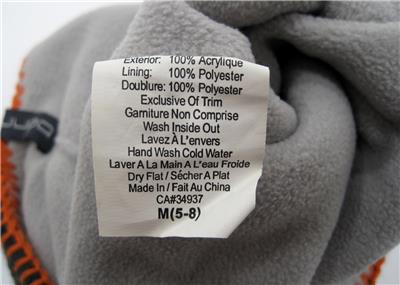 Exterior: 100% Acrylique
Lining: 100% Polyester
Doublure: 100% Polyester
Exclusive Of Trim
Garniture Non Comprise
Wash Inside Out
Lavez À L'envers
Hand Wash Cold Water
Laver A La Main A L'eau Froide
Dry Flat / Sécher A Plat
Made In / Fait Au China
CA#34937
M(5-8)